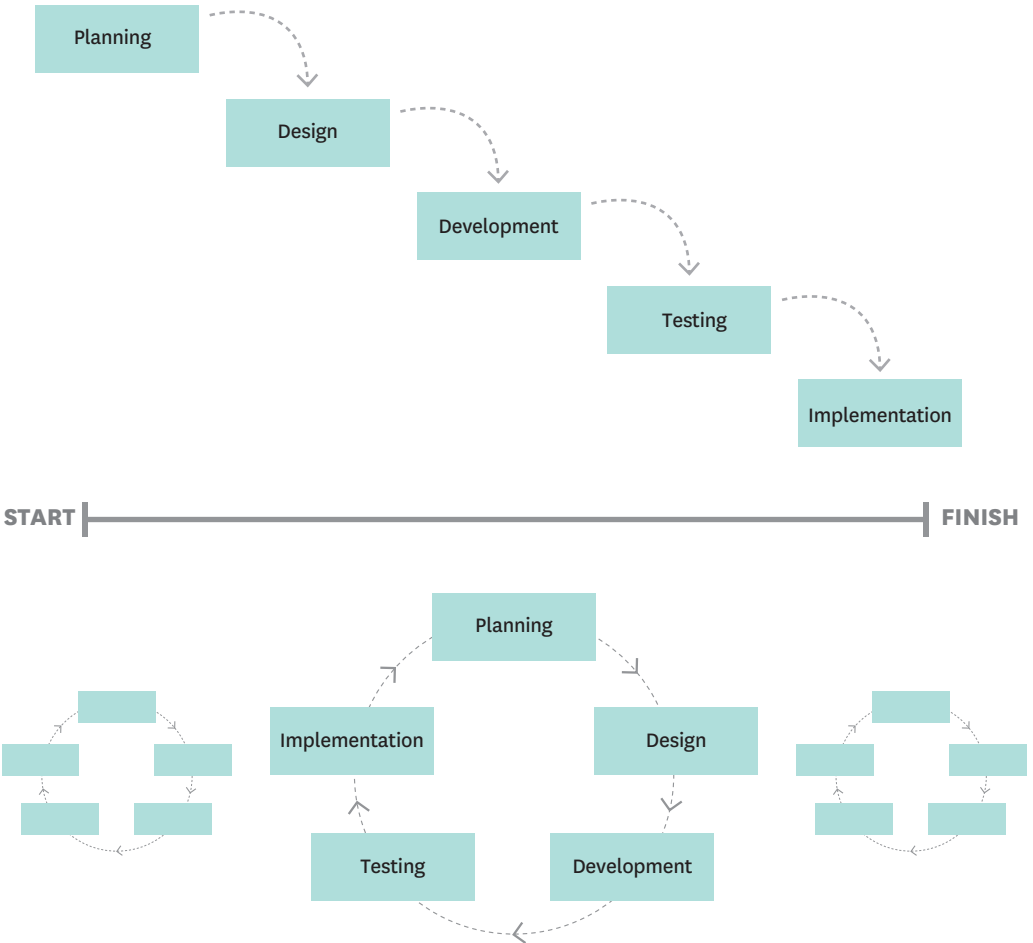 Planning
Design
Development
Testing
Implementation
START
FINISH
Planning
Implementation
Design
Testing
Development